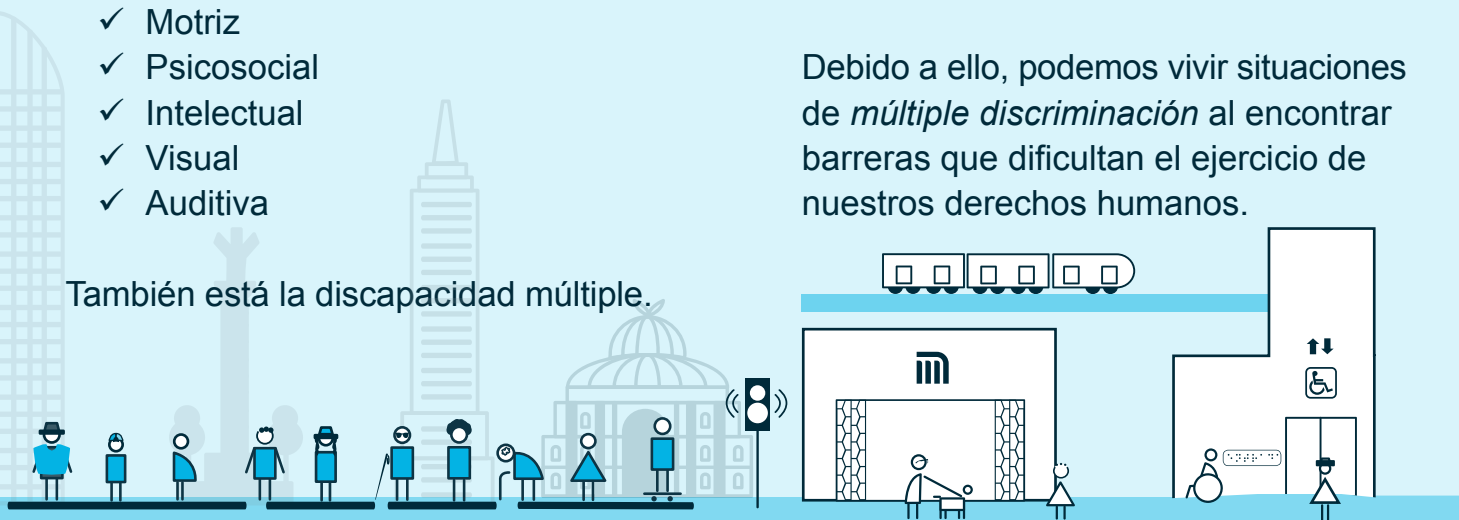 ✓ Motriz
✓ Psicosocial
✓ Intelectual
✓ Visual
✓ Auditiva
También está la discapacidad múltiple.
Debido a ello, podemos vivir situaciones
de múltiple discriminación al encontrar
barreras que dificultan el ejercicio de
nuestros derechos humanos.